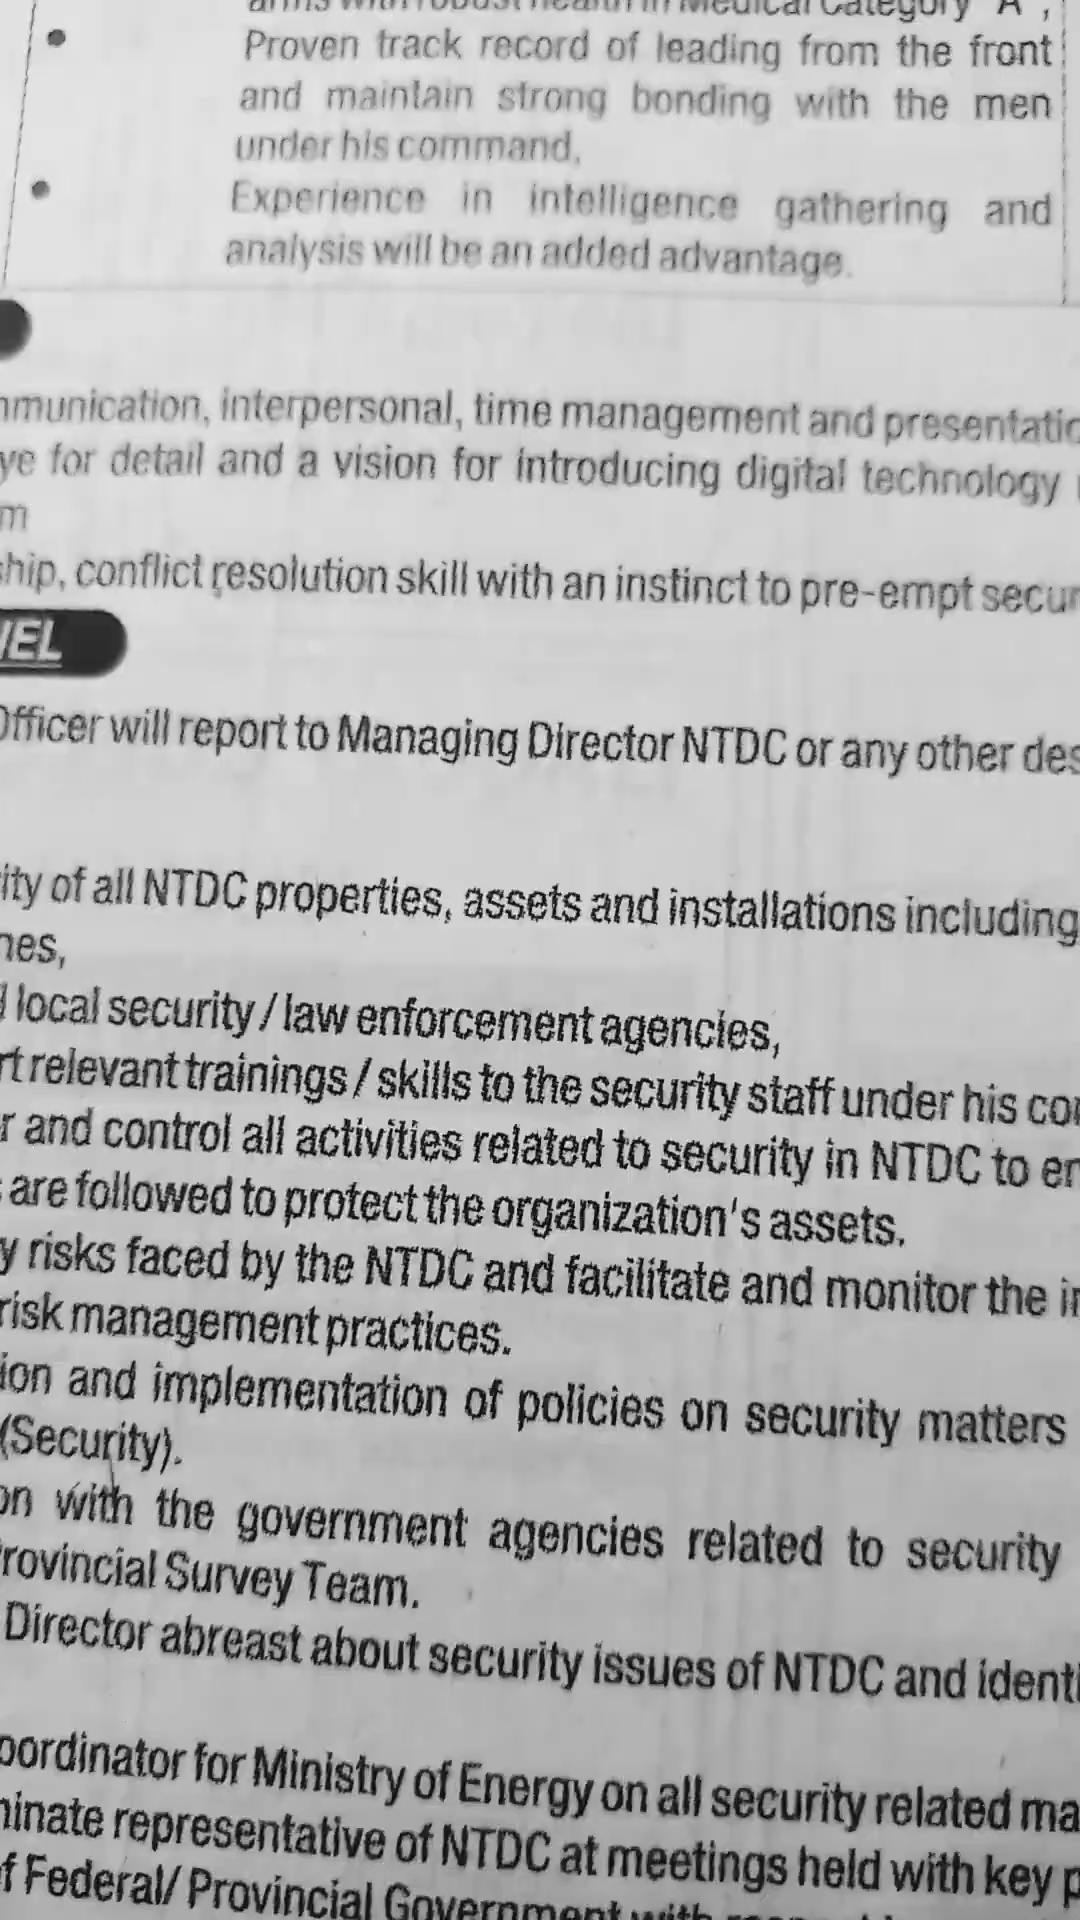 arms with robust health in Medical Category "A",
• Proven track record of leading from the front
and maintain strong bonding with the men
under his command.
• Experience in intelligence gathering and
analysis will be an added advantage.
mmunication, interpersonal, time management and presentatio
ye for detail and a vision for introducing digital technology
m
ship, conflict resolution skill with an instinct to pre-empt secur
NEL
Officer will report to Managing Director NTDC or any other des
ity of all NTDC properties, assets and installations including
nes,
d local security / law enforcement agencies,
rt relevant trainings / skills to the security staff under his co
r and control all activities related to security in NTDC to en
s are followed to protect the organization's assets.
y risks faced by the NTDC and facilitate and monitor the i
risk management practices.
ion and implementation of policies on security matters
(Security).
on with the government agencies related to security
Provincial Survey Team.
Director abreast about security issues of NTDC and identi
oordinator for Ministry of Energy on all security related ma
ninate representative of NTDC at meetings held with key p
f Federal/ Provincial Government with